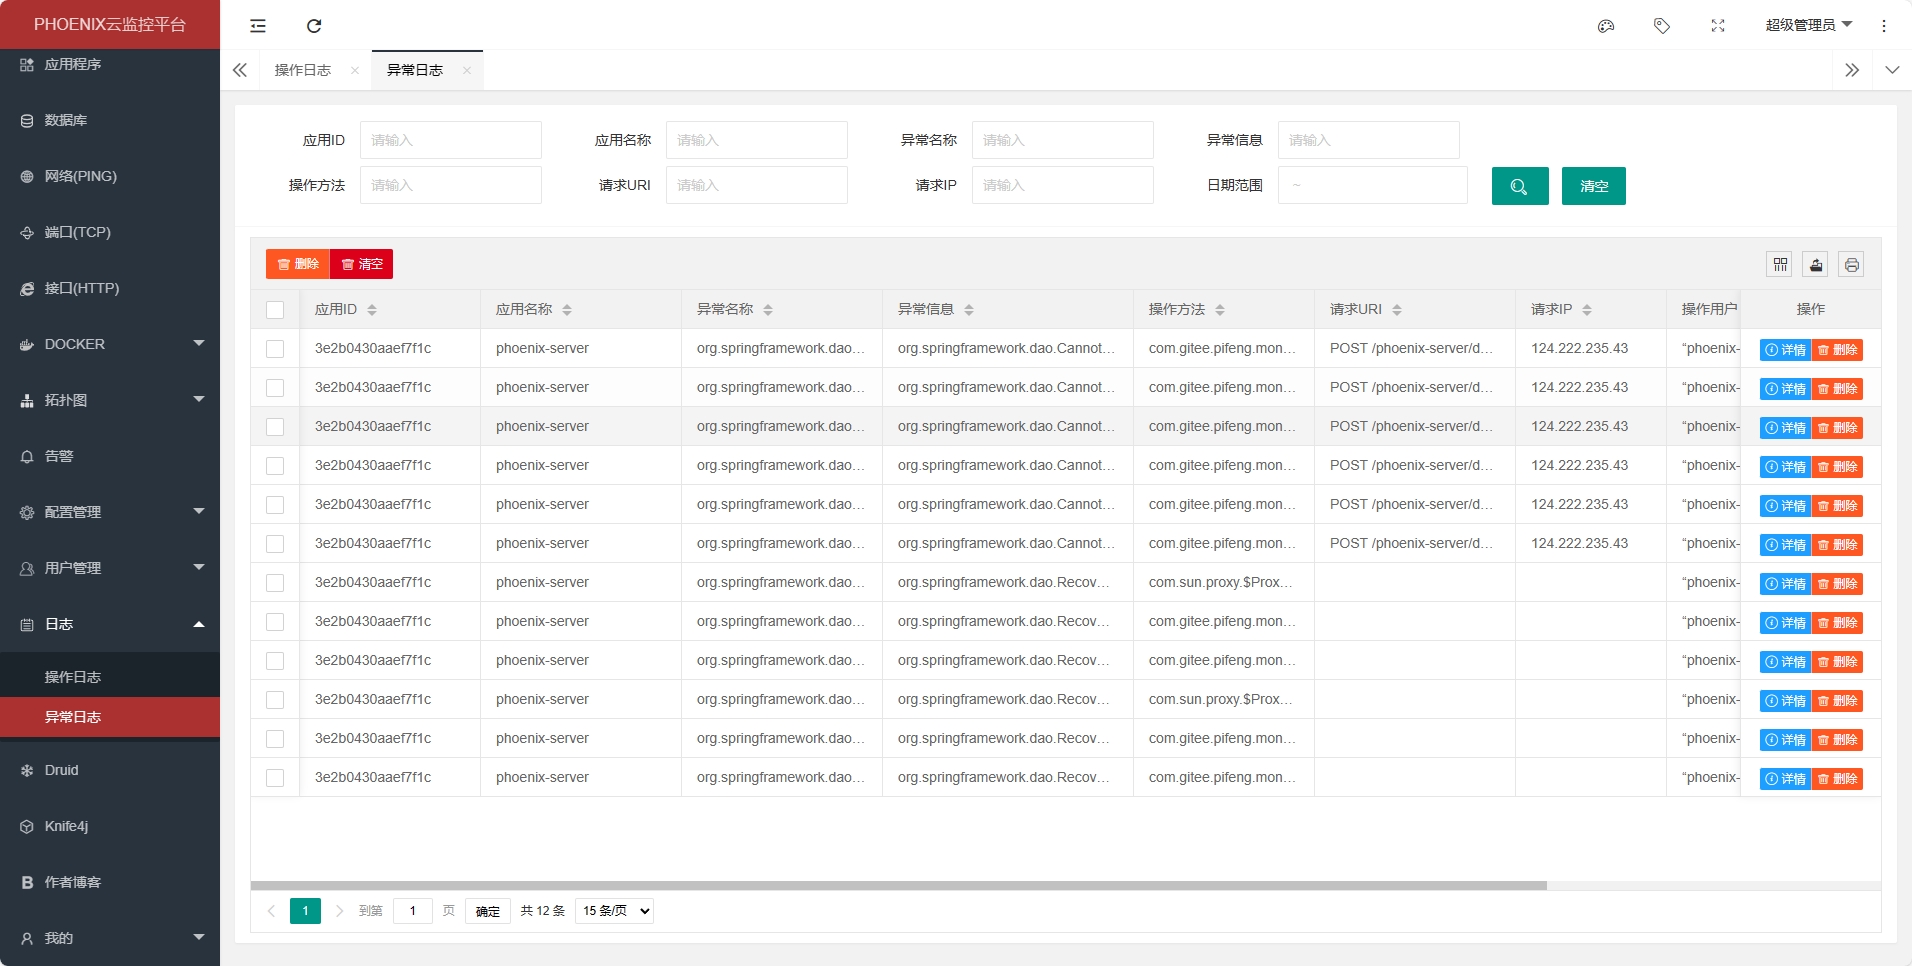 PHOENIX云监控平台
超级管理员
操作日志
异常日志
应用程序
数据库
网络(PING)
端口(TCP)
接口(HTTP)
DOCKER
拓扑图
告警
配置管理
用户管理
日志
操作日志
异常日志
Druid
Knife4j
作者博客
我的
应用ID 请输入 应用名称 请输入 异常名称 请输入 异常信息 请输入
操作方法 请输入 请求URI 请输入 请求IP 请输入 日期范围 ~ 清空
删除 清空
应用ID 应用名称 异常名称 异常信息 操作方法 请求URI 请求IP 操作用户 操作
3e2b0430aaef7f1c phoenix-server org.springframework.dao... org.springframework.dao.Cannot... com.gitee.pifeng.mon... POST /phoenix-server/d... 124.222.235.43 “phoenix- 详情 删除
3e2b0430aaef7f1c phoenix-server org.springframework.dao... org.springframework.dao.Cannot... com.gitee.pifeng.mon... POST /phoenix-server/d... 124.222.235.43 “phoenix- 详情 删除
3e2b0430aaef7f1c phoenix-server org.springframework.dao... org.springframework.dao.Cannot... com.gitee.pifeng.mon... POST /phoenix-server/d... 124.222.235.43 “phoenix- 详情 删除
3e2b0430aaef7f1c phoenix-server org.springframework.dao... org.springframework.dao.Cannot... com.gitee.pifeng.mon... POST /phoenix-server/d... 124.222.235.43 “phoenix- 详情 删除
3e2b0430aaef7f1c phoenix-server org.springframework.dao... org.springframework.dao.Cannot... com.gitee.pifeng.mon... POST /phoenix-server/d... 124.222.235.43 “phoenix- 详情 删除
3e2b0430aaef7f1c phoenix-server org.springframework.dao... org.springframework.dao.Cannot... com.gitee.pifeng.mon... POST /phoenix-server/d... 124.222.235.43 “phoenix- 详情 删除
3e2b0430aaef7f1c phoenix-server org.springframework.dao... org.springframework.dao.Recov... com.sun.proxy.$Prox... “phoenix- 详情 删除
3e2b0430aaef7f1c phoenix-server org.springframework.dao... org.springframework.dao.Recov... com.gitee.pifeng.mon... “phoenix- 详情 删除
3e2b0430aaef7f1c phoenix-server org.springframework.dao... org.springframework.dao.Recov... com.gitee.pifeng.mon... “phoenix- 详情 删除
3e2b0430aaef7f1c phoenix-server org.springframework.dao... org.springframework.dao.Recov... com.sun.proxy.$Prox... “phoenix- 详情 删除
3e2b0430aaef7f1c phoenix-server org.springframework.dao... org.springframework.dao.Recov... com.gitee.pifeng.mon... “phoenix- 详情 删除
3e2b0430aaef7f1c phoenix-server org.springframework.dao... org.springframework.dao.Recov... com.gitee.pifeng.mon... “phoenix- 详情 删除
1 到第 1 页 确定 共 12 条 15 条/页